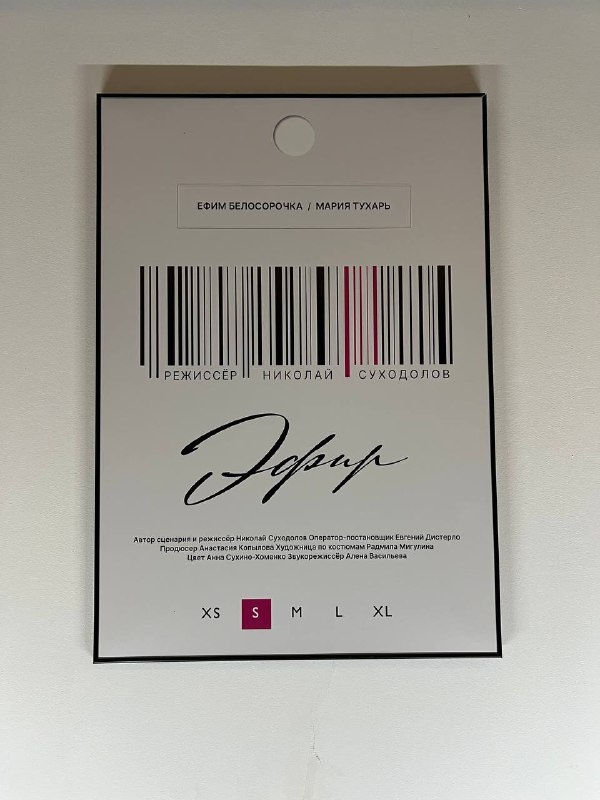 ЕФИМ БЕЛОСОРОЧКА / МАРИЯ ТУХАРЬ
РЕЖИССЁР НИКОЛАЙ СУХОДОЛОВ
Эфир
Автор сценария и режиссёр Николай Суходолов Оператор-постановщик Евгений Дистерло
Продюсер Анастасия Копылова Художница по костюмам Радмила Мигулина
Цвет Анна Сухино-Хоменко Звукорежиссёр Алена Васильева
XS S M L XL